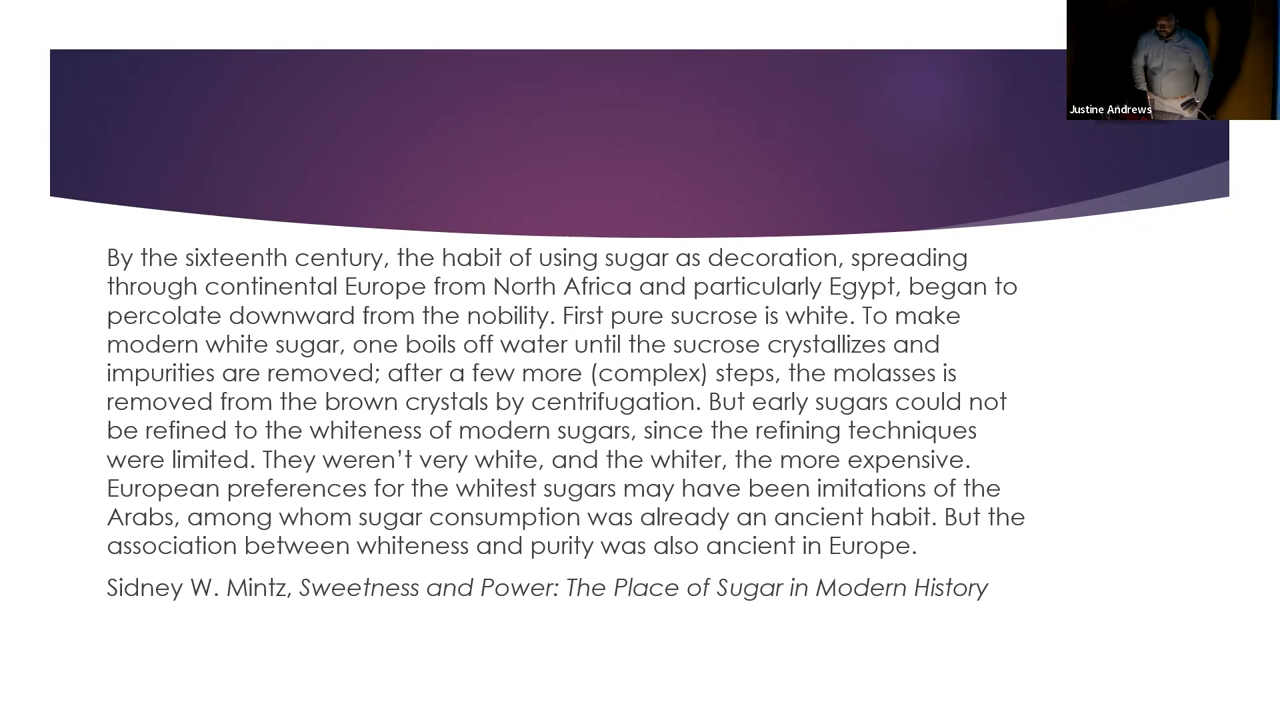 Justine Andrews
By the sixteenth century, the habit of using sugar as decoration, spreading
through continental Europe from North Africa and particularly Egypt, began to
percolate downward from the nobility. First pure sucrose is white. To make
modern white sugar, one boils off water until the sucrose crystallizes and
impurities are removed; after a few more (complex) steps, the molasses is
removed from the brown crystals by centrifugation. But early sugars could not
be refined to the whiteness of modern sugars, since the refining techniques
were limited. They weren’t very white, and the whiter, the more expensive.
European preferences for the whitest sugars may have been imitations of the
Arabs, among whom sugar consumption was already an ancient habit. But the
association between whiteness and purity was also ancient in Europe.
Sidney W. Mintz, Sweetness and Power: The Place of Sugar in Modern History